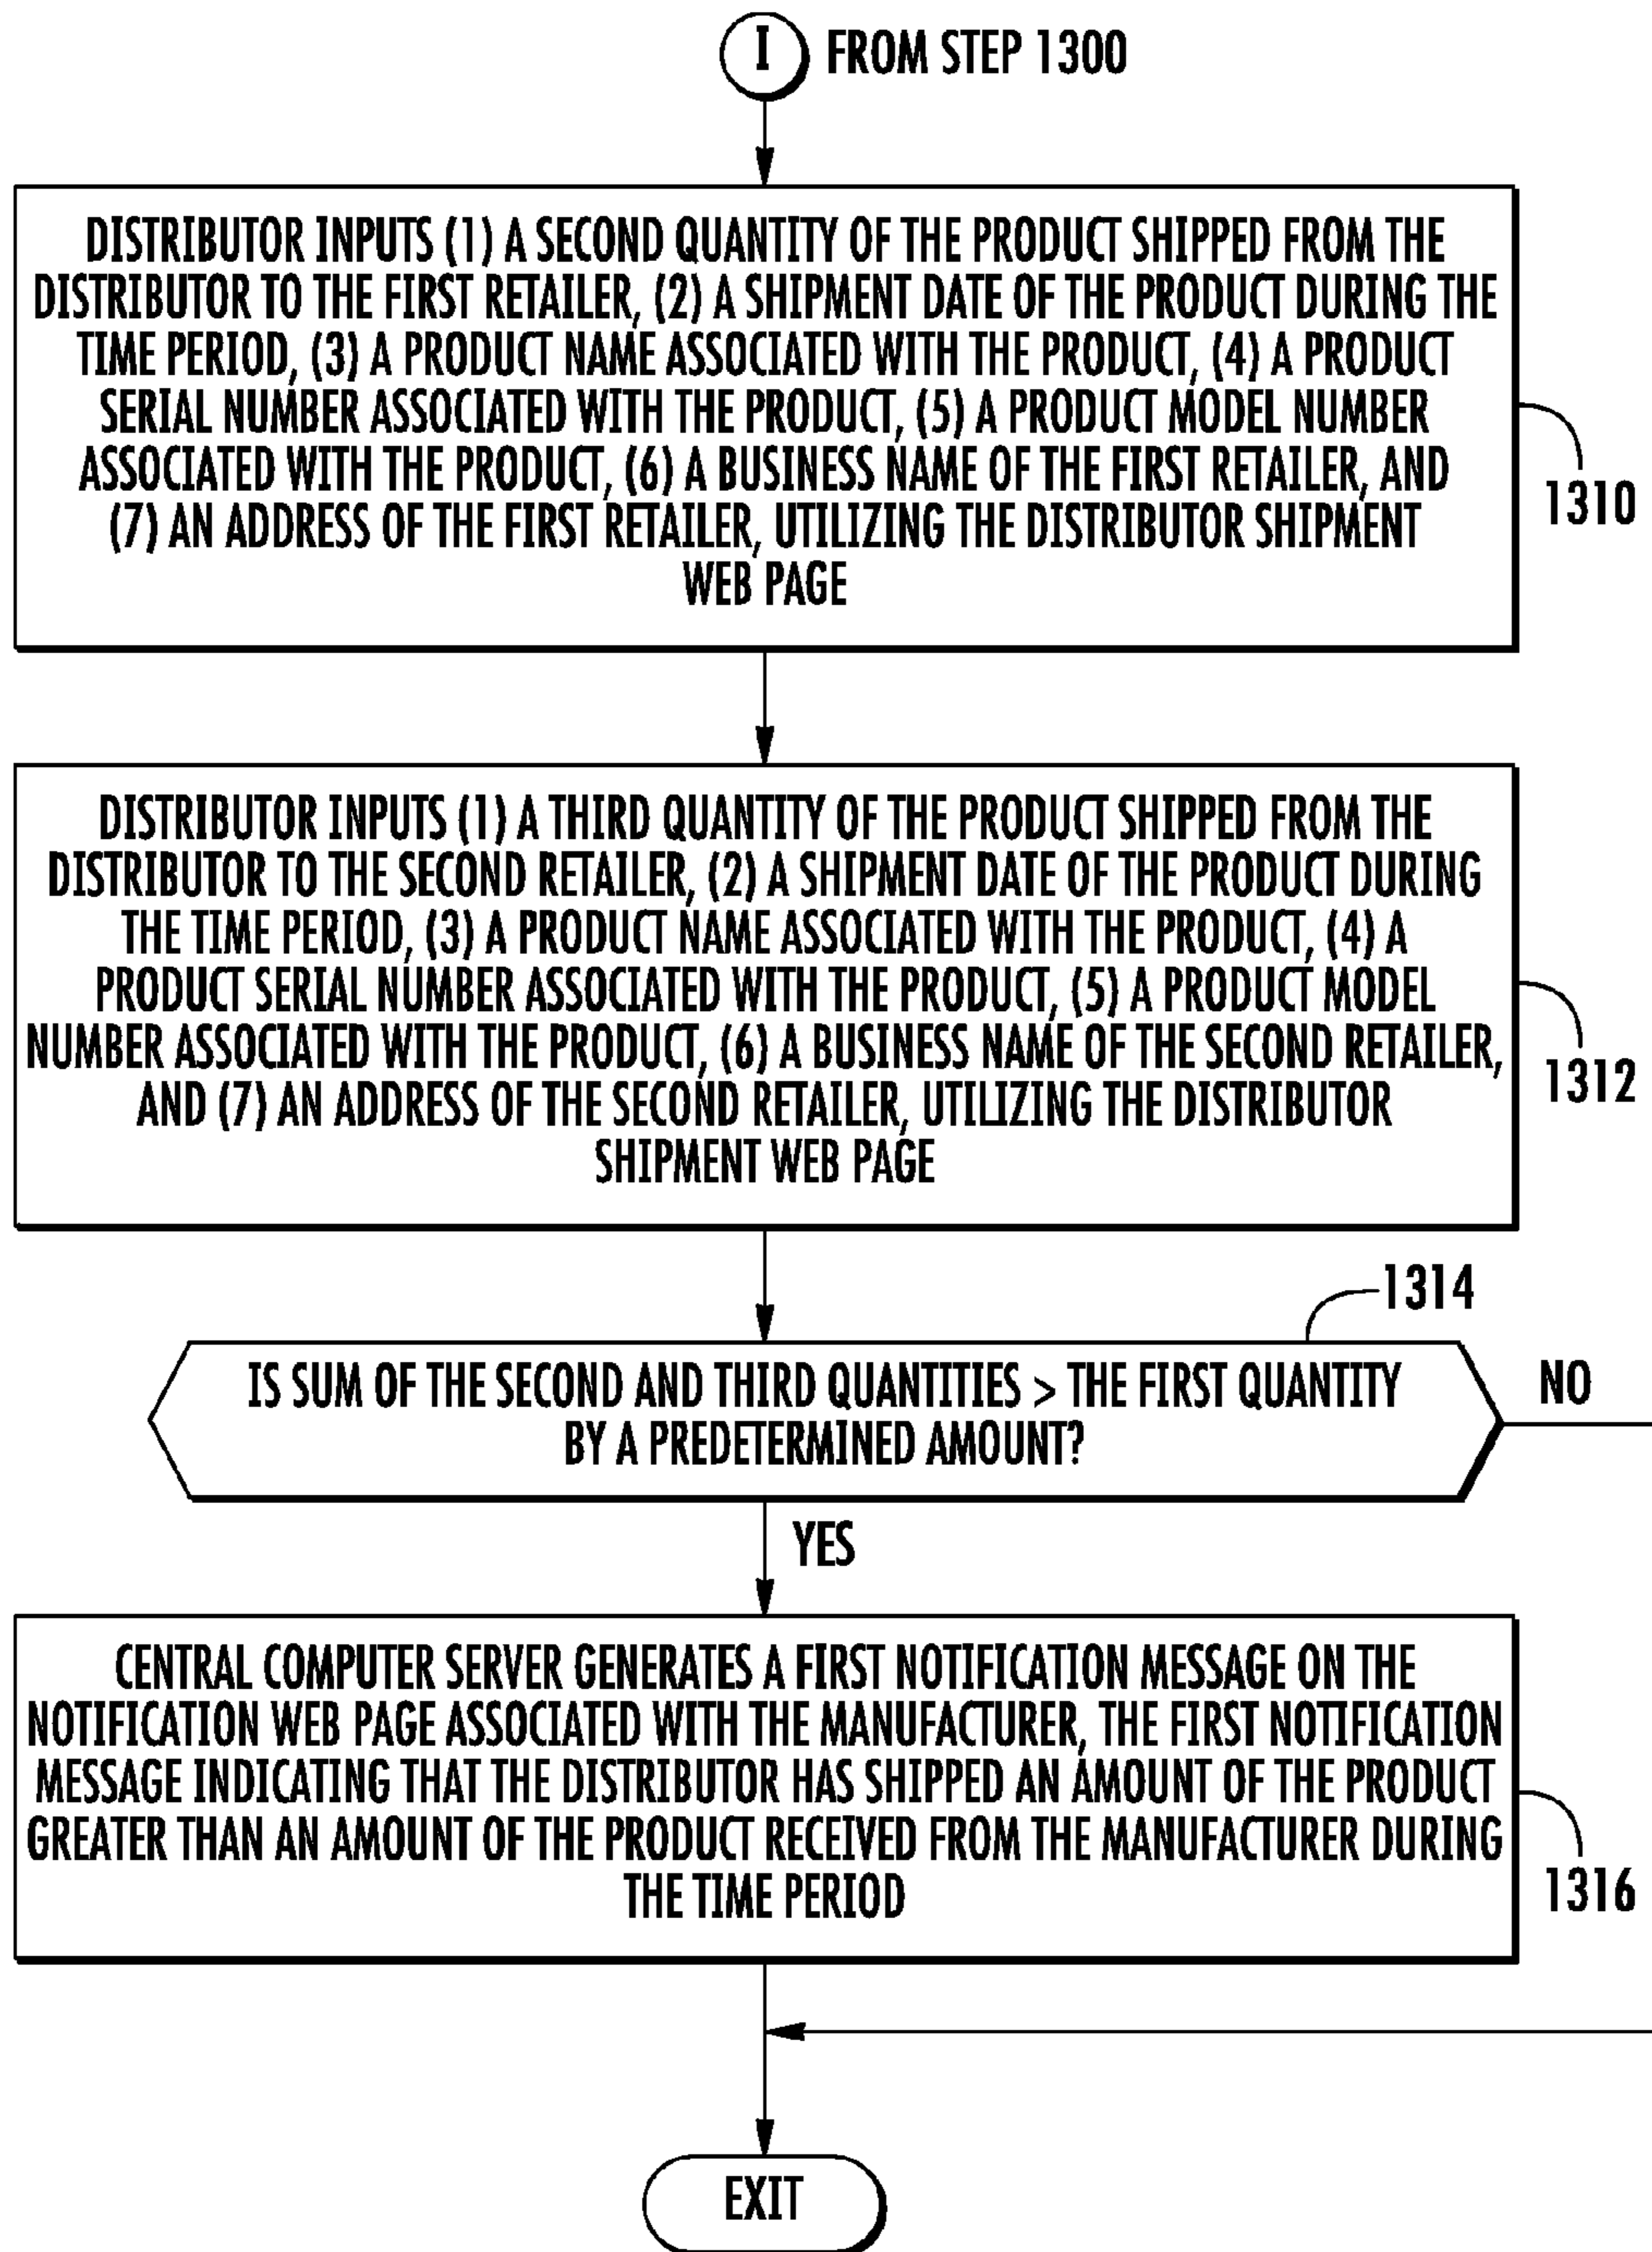 I FROM STEP 1300
DISTRIBUTOR INPUTS (1) A SECOND QUANTITY OF THE PRODUCT SHIPPED FROM THE
DISTRIBUTOR TO THE FIRST RETAILER, (2) A SHIPMENT DATE OF THE PRODUCT DURING THE
TIME PERIOD, (3) A PRODUCT NAME ASSOCIATED WITH THE PRODUCT, (4) A PRODUCT
SERIAL NUMBER ASSOCIATED WITH THE PRODUCT, (5) A PRODUCT MODEL NUMBER
ASSOCIATED WITH THE PRODUCT, (6) A BUSINESS NAME OF THE FIRST RETAILER, AND
(7) AN ADDRESS OF THE FIRST RETAILER, UTILIZING THE DISTRIBUTOR SHIPMENT
WEB PAGE
1310
DISTRIBUTOR INPUTS (1) A THIRD QUANTITY OF THE PRODUCT SHIPPED FROM THE
DISTRIBUTOR TO THE SECOND RETAILER, (2) A SHIPMENT DATE OF THE PRODUCT DURING
THE TIME PERIOD, (3) A PRODUCT NAME ASSOCIATED WITH THE PRODUCT, (4) A
PRODUCT SERIAL NUMBER ASSOCIATED WITH THE PRODUCT, (5) A PRODUCT MODEL
NUMBER ASSOCIATED WITH THE PRODUCT, (6) A BUSINESS NAME OF THE SECOND RETAILER,
AND (7) AN ADDRESS OF THE SECOND RETAILER, UTILIZING THE DISTRIBUTOR
SHIPMENT WEB PAGE
1312
1314
IS SUM OF THE SECOND AND THIRD QUANTITIES > THE FIRST QUANTITY
BY A PREDETERMINED AMOUNT?
NO
YES
CENTRAL COMPUTER SERVER GENERATES A FIRST NOTIFICATION MESSAGE ON THE
NOTIFICATION WEB PAGE ASSOCIATED WITH THE MANUFACTURER, THE FIRST NOTIFICATION
MESSAGE INDICATING THAT THE DISTRIBUTOR HAS SHIPPED AN AMOUNT OF THE PRODUCT
GREATER THAN AN AMOUNT OF THE PRODUCT RECEIVED FROM THE MANUFACTURER DURING
THE TIME PERIOD
1316
EXIT